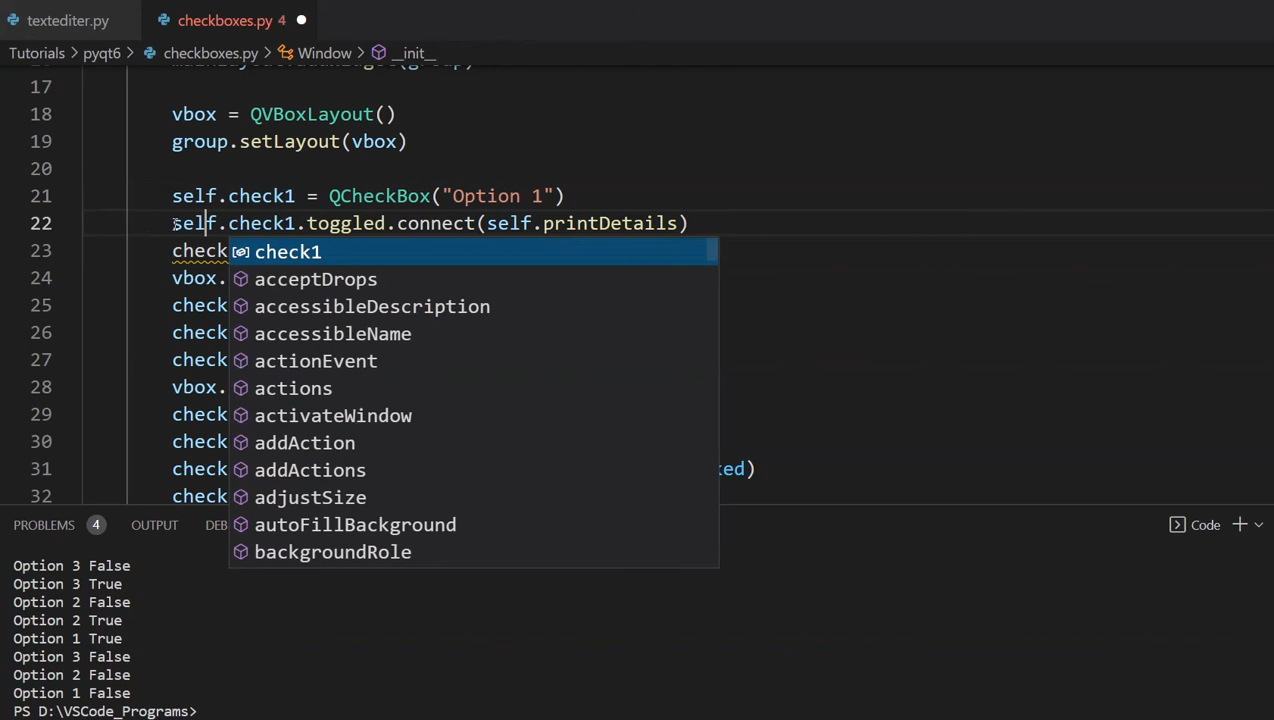 textediter.py checkboxes.py 4
Tutorials > pyqt6 > checkboxes.py > Window > __init__
17
18 vbox = QVBoxLayout()
19 group.setLayout(vbox)
20
21 self.check1 = QCheckBox("Option 1")
22 self.check1.toggled.connect(self.printDetails)
23 check check1
24 vbox. acceptDrops
25 check accessibleDescription
26 check accessibleName
27 check actionEvent
28 vbox. actions
29 check activateWindow
30 check addAction
31 check addActions ked)
32 check adjustSize
PROBLEMS 4 OUTPUT DEB autoFillBackground Code
backgroundRole
Option 3 False
Option 3 True
Option 2 False
Option 2 True
Option 1 True
Option 3 False
Option 2 False
Option 1 False
PS D:\VSCode_Programs>